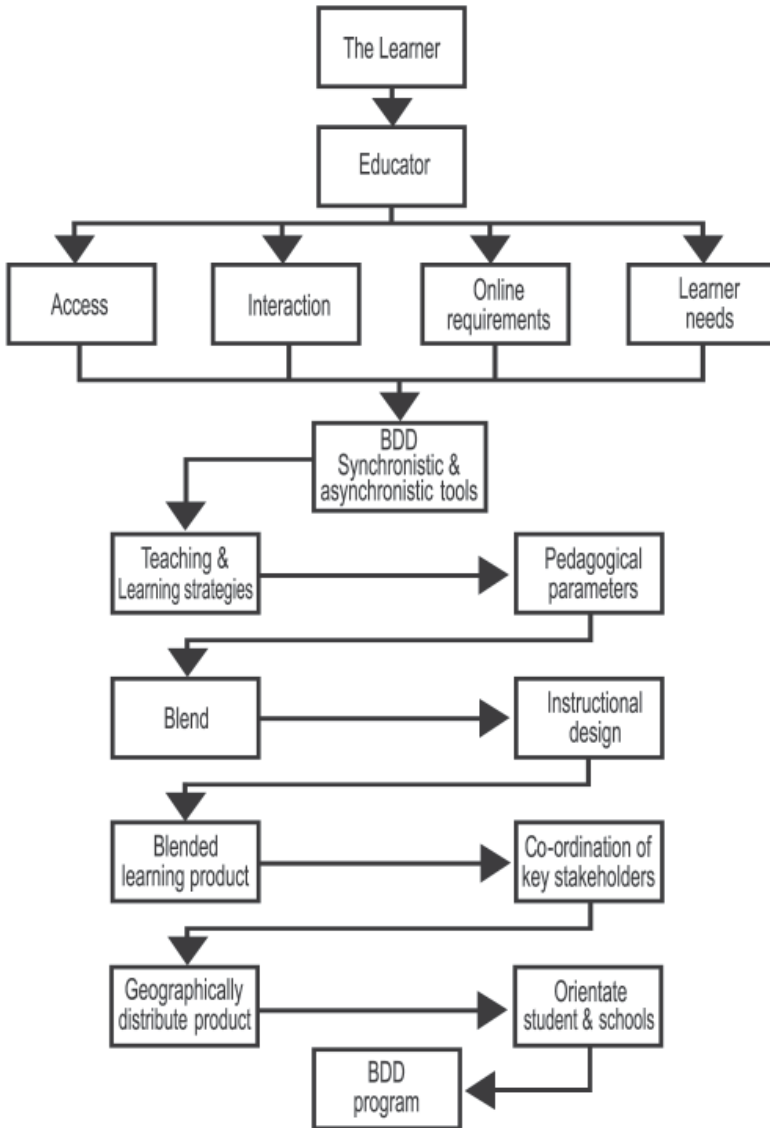 The Learner
Educator
Access
Interaction
Online
requirements
Learner
needs
BDD
Synchronistic &
asynchronistic tools
Teaching &
Learning strategies
Pedagogical
parameters
Blend
Instructional
design
Blended
learning product
Co-ordination of
key stakeholders
Geographically
distribute product
Orientate
student & schools
BDD
program